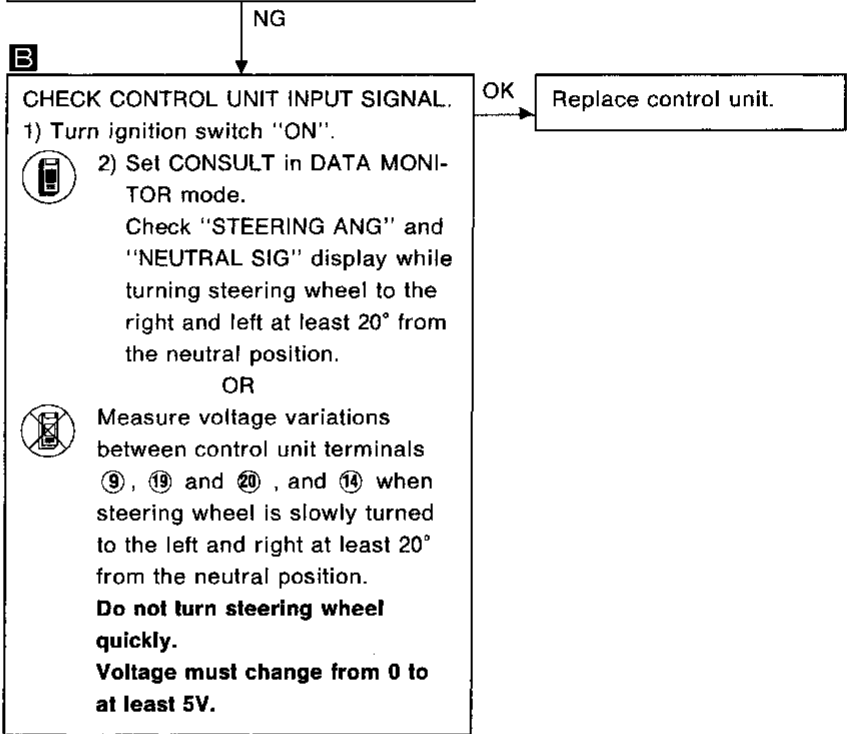 NG
B
CHECK CONTROL UNIT INPUT SIGNAL.
1) Turn ignition switch "ON".
2) Set CONSULT in DATA MONI-
TOR mode.
Check "STEERING ANG" and
"NEUTRAL SIG" display while
turning steering wheel to the
right and left at least 20° from
the neutral position.
OR
Measure voltage variations
between control unit terminals
⑨, ⑲ and ⑳ , and ⑭ when
steering wheel is slowly turned
to the left and right at least 20°
from the neutral position.
Do not turn steering wheel
quickly.
Voltage must change from 0 to
at least 5V.
OK
Replace control unit.